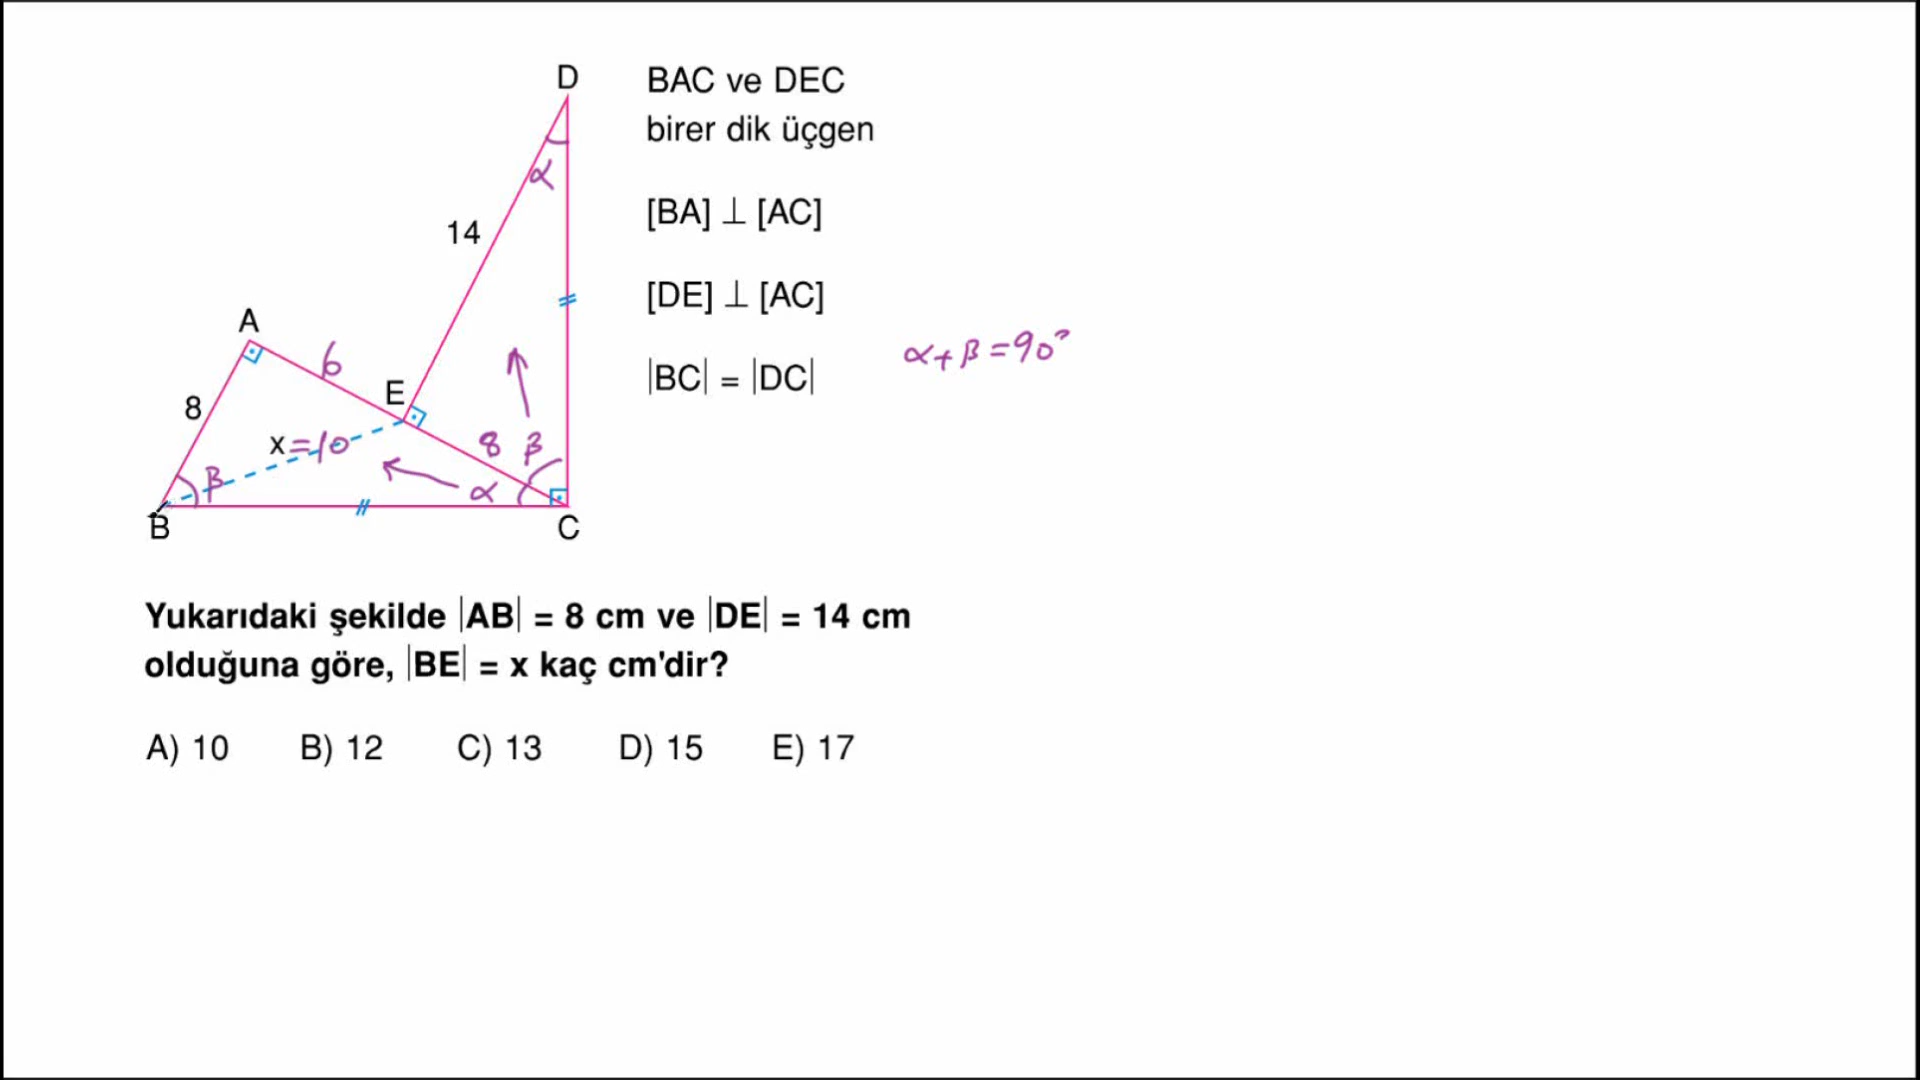 D
BAC ve DEC
birer dik üçgen
α
[BA] ⊥ [AC]
14
[DE] ⊥ [AC]
A
6
α+β=90°
E
|BC| = |DC|
8
x=10
8 β
β
α
B
C
Yukarıdaki şekilde |AB| = 8 cm ve |DE| = 14 cm
olduğuna göre, |BE| = x kaç cm'dir?
A) 10 B) 12 C) 13 D) 15 E) 17